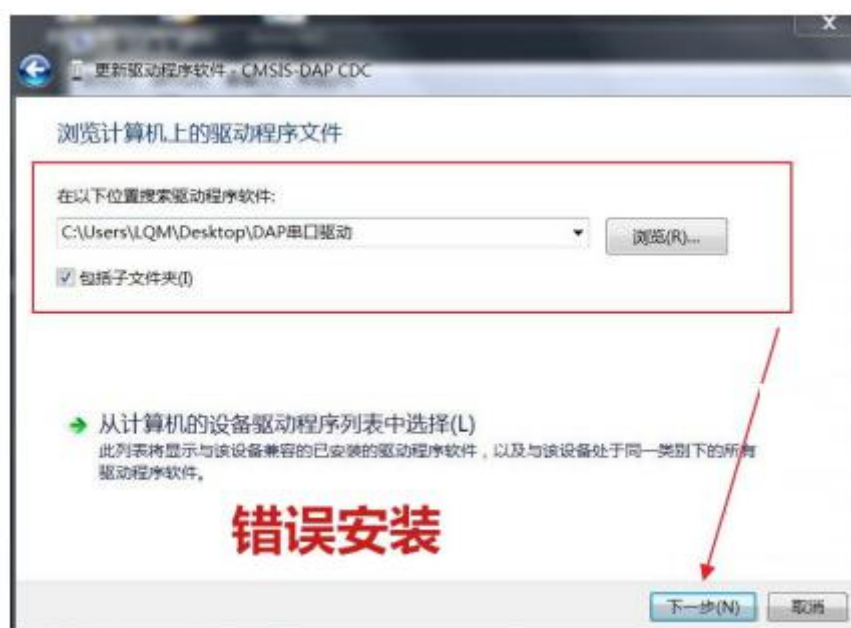 更新驱动程序软件 - CMSIS-DAP CDC
浏览计算机上的驱动程序文件
在以下位置搜索驱动程序软件:
C:\Users\LQM\Desktop\DAP串口驱动
浏览(R)...
包括子文件夹(I)
从计算机的设备驱动程序列表中选择(L)
此列表将显示与该设备兼容的已安装的驱动程序软件，以及与该设备处于同一类别下的所有
驱动程序软件。
错误安装
下一步(N)
取消